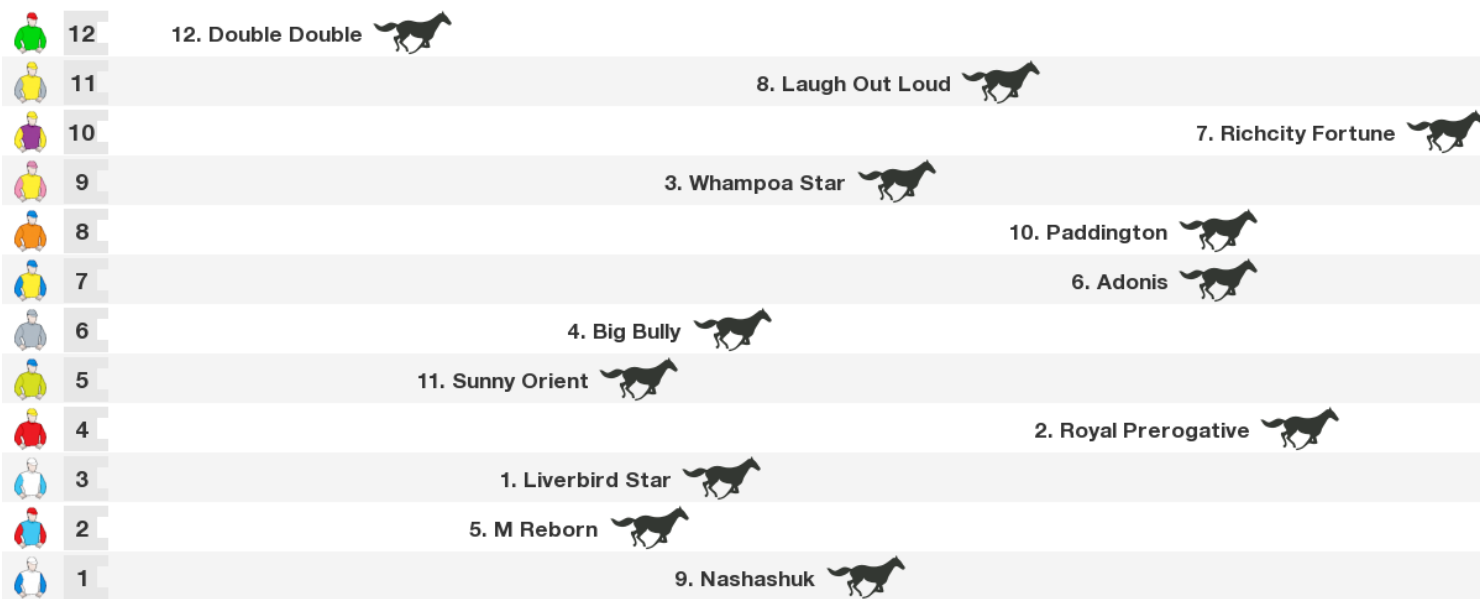 12 12. Double Double
11 8. Laugh Out Loud
10 7. Richcity Fortune
9 3. Whampoa Star
8 10. Paddington
7 6. Adonis
6 4. Big Bully
5 11. Sunny Orient
4 2. Royal Prerogative
3 1. Liverbird Star
2 5. M Reborn
1 9. Nashashuk